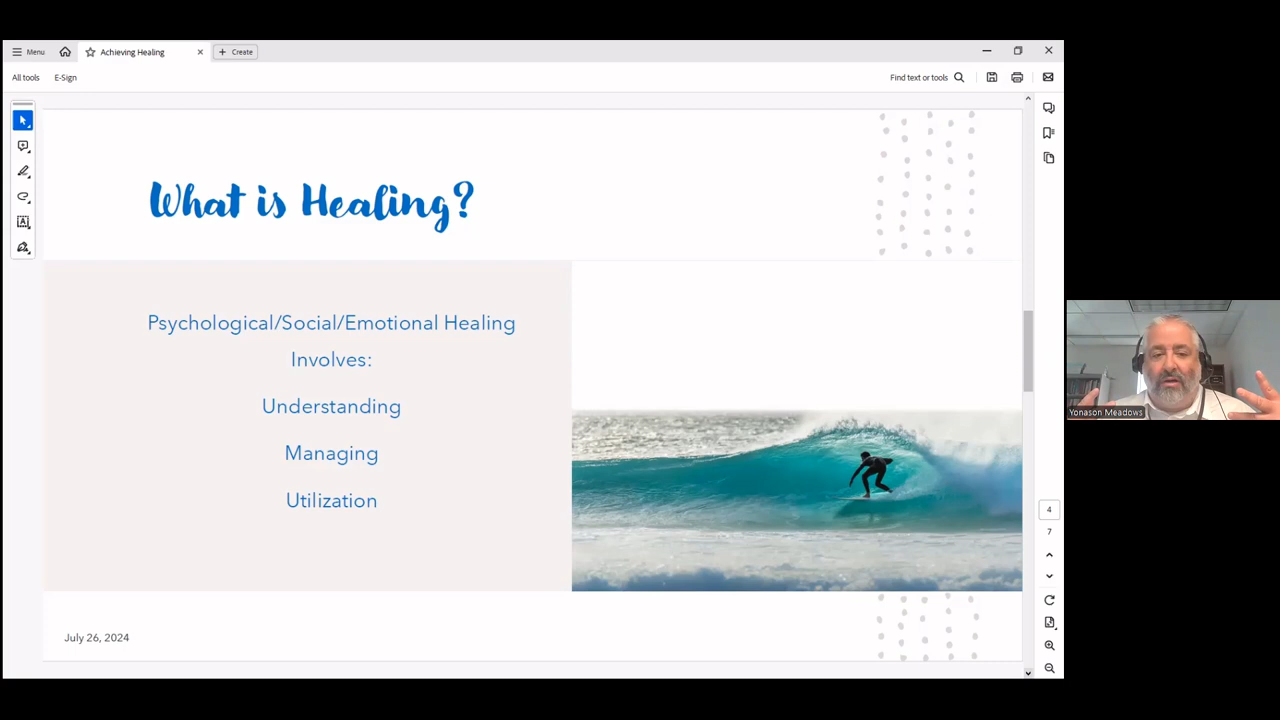 Menu
Achieving Healing
Create
All tools
E-Sign
Find text or tools
What is Healing?
Psychological/Social/Emotional Healing
Involves:
Understanding
Managing
Utilization
July 26, 2024
4
7
Yonason Meadows